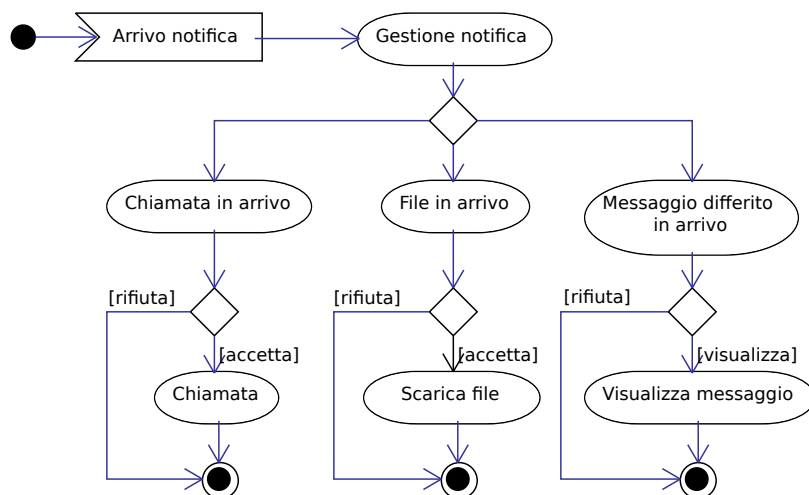 Arrivo notifica
Gestione notifica
Chiamata in arrivo
File in arrivo
Messaggio differito
in arrivo
[rifiuta]
[rifiuta]
[rifiuta]
[accetta]
[accetta]
[visualizza]
Chiamata
Scarica file
Visualizza messaggio